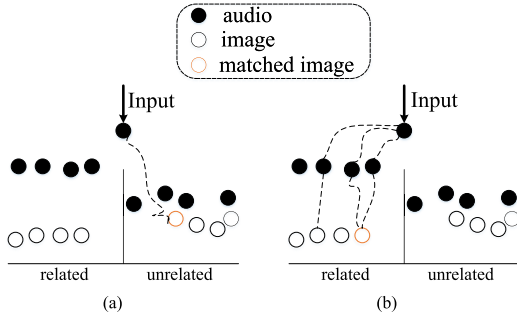 audio
image
matched image
Input
Input
related
unrelated
related
unrelated
(a)
(b)